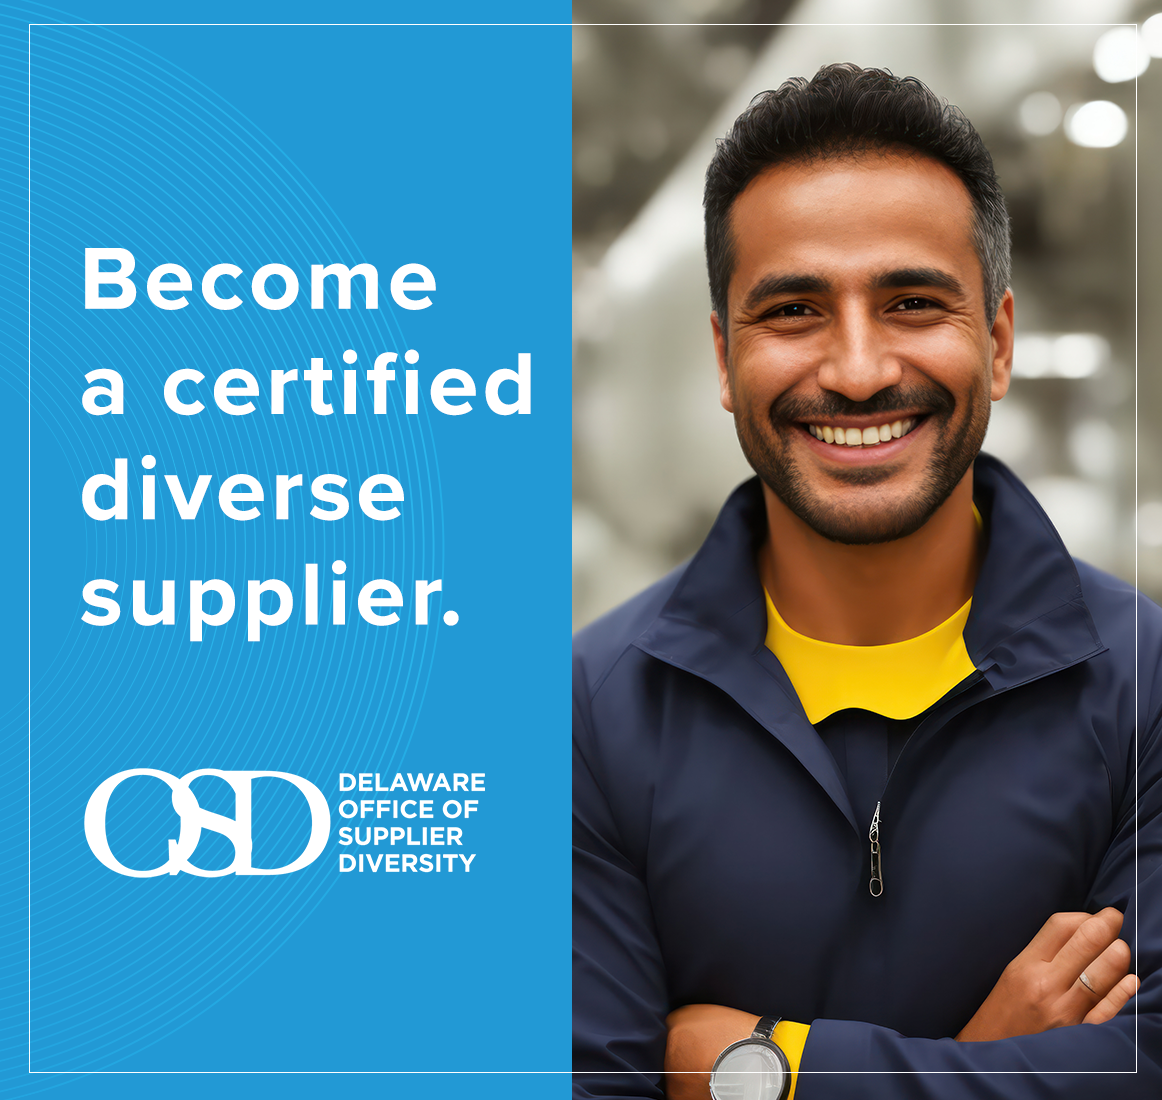 Become
a certified
diverse
supplier.
OSD
DELAWARE
OFFICE OF
SUPPLIER
DIVERSITY